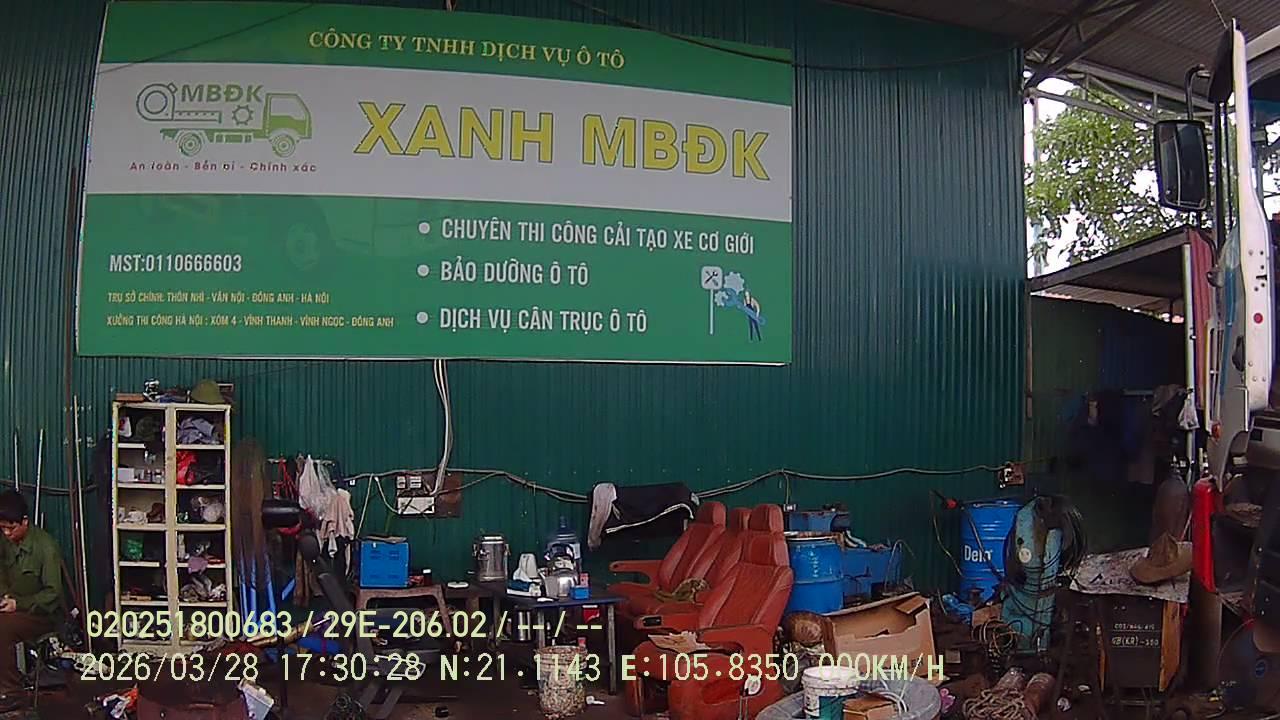 CÔNG TY TNHH DỊCH VỤ Ô TÔ
MBĐK
An toàn - Bền bỉ - Chính xác
XANH MBĐK
• CHUYÊN THI CÔNG CẢI TẠO XE CƠ GIỚI
• BẢO DƯỠNG Ô TÔ
• DỊCH VỤ CÂN TRỤC Ô TÔ
MST:0110666603
TRỤ SỞ CHÍNH: THÔN NHÌ - VÂN NỘI - ĐÔNG ANH - HÀ NỘI
XƯỞNG THI CÔNG HÀ NỘI : XÓM 4 - VĨNH THANH - VĨNH NGỌC - ĐÔNG ANH
020251800683 / 29E-206.02 / -- / --
2026/03/28 17:30:28 N:21.1143 E:105.8350 000KM/H